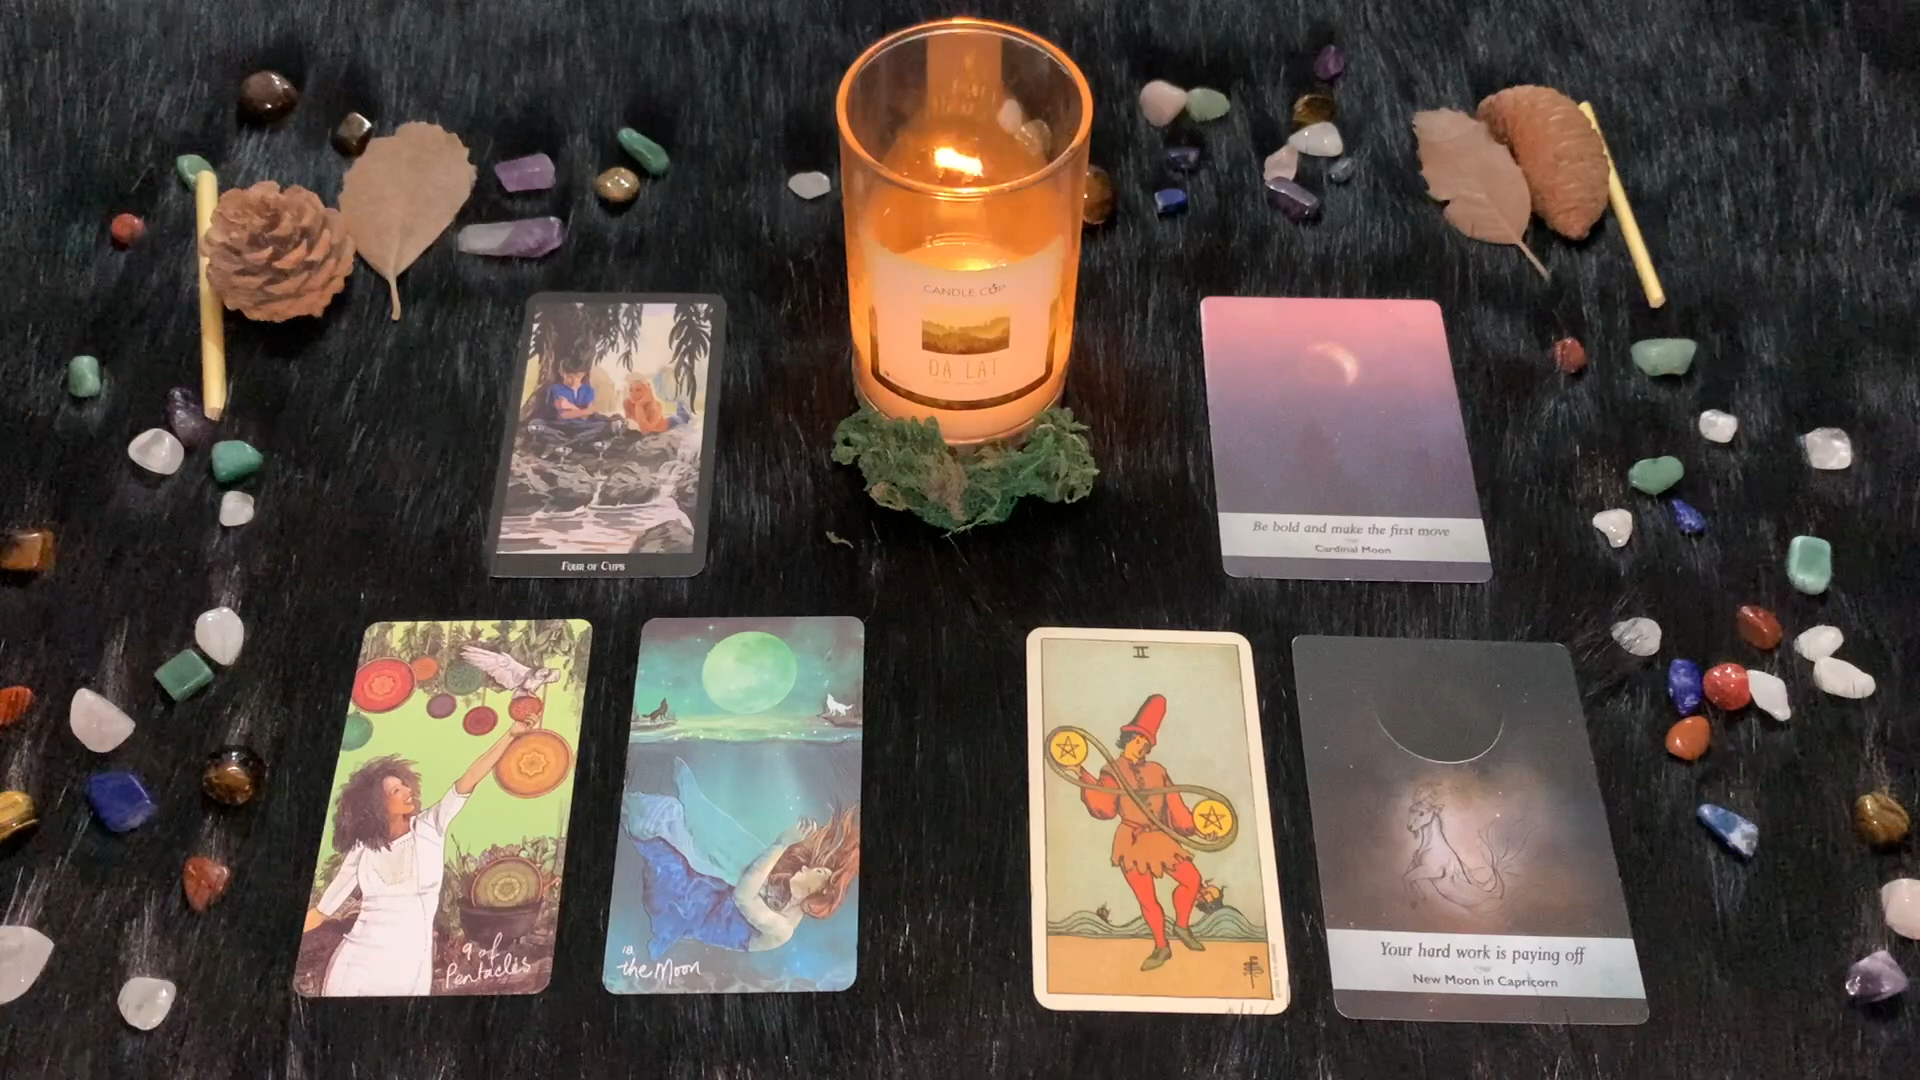 CANDLE CUP
DA LAT
Four of Cups
Be bold and make the first move
Cardinal Moon
9 of
Pentacles
18.
the Moon
II
Your hard work is paying off
New Moon in Capricorn